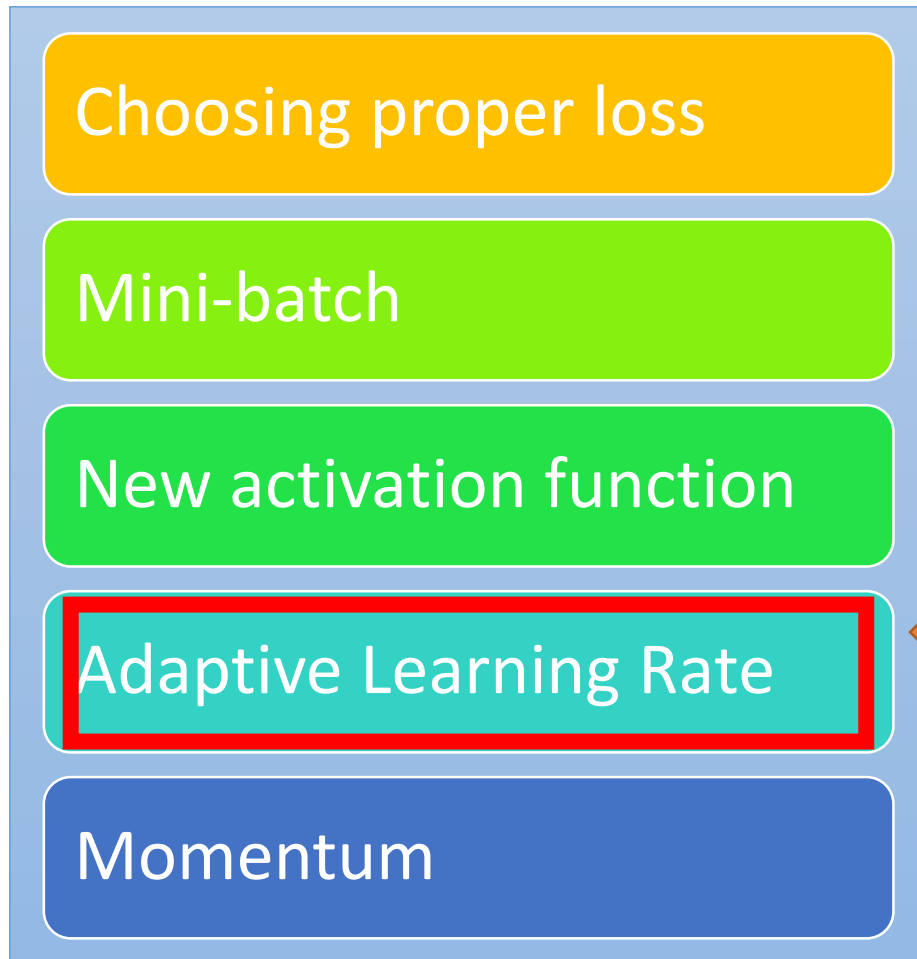 Choosing proper loss
Mini-batch
New activation function
Adaptive Learning Rate
Momentum